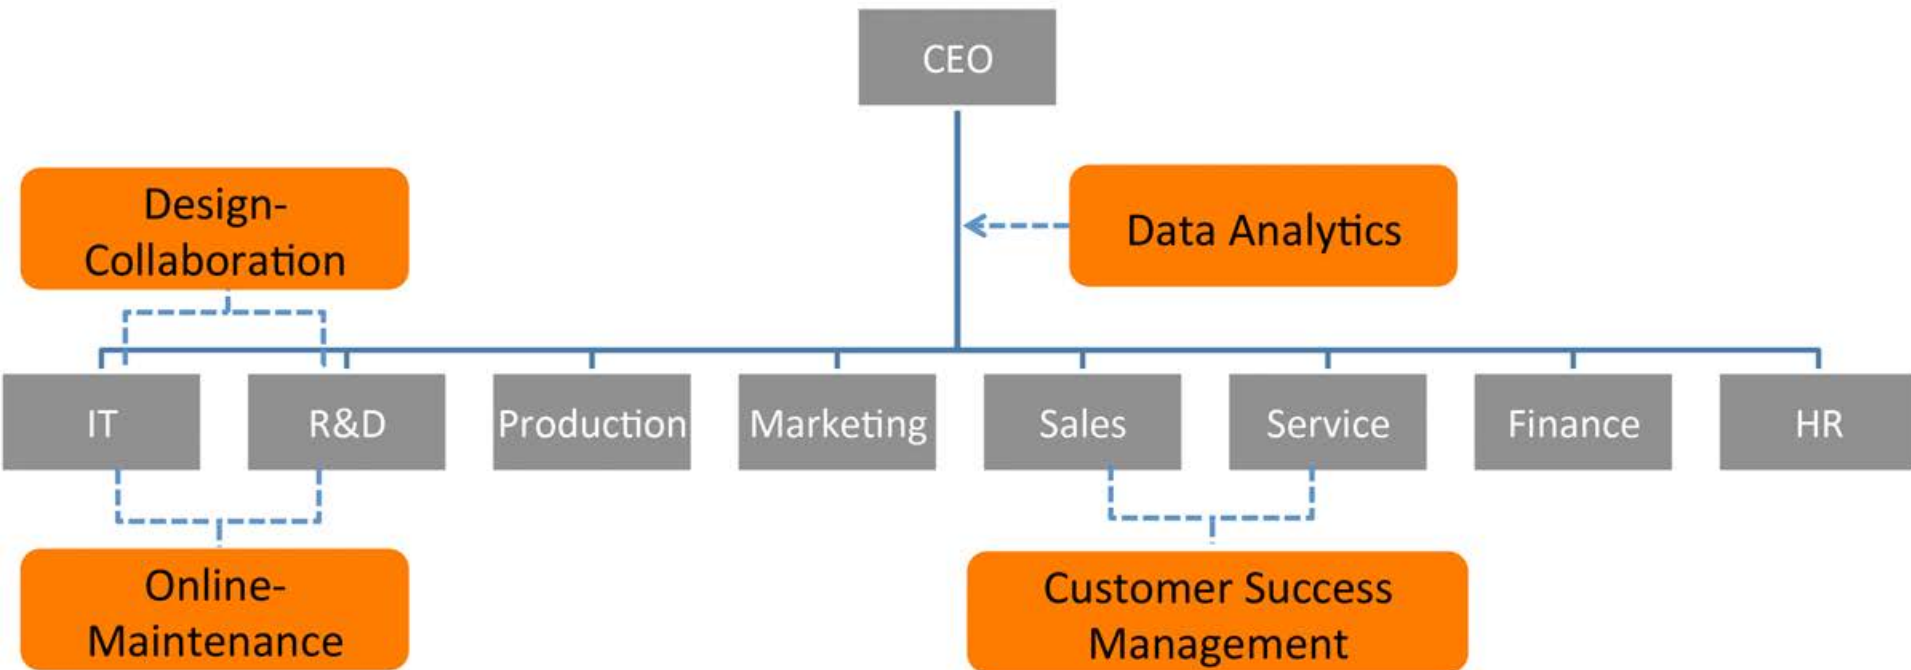 CEO
Design-
Collaboration
Data Analytics
IT
R&D
Production
Marketing
Sales
Service
Finance
HR
Online-
Maintenance
Customer Success
Management